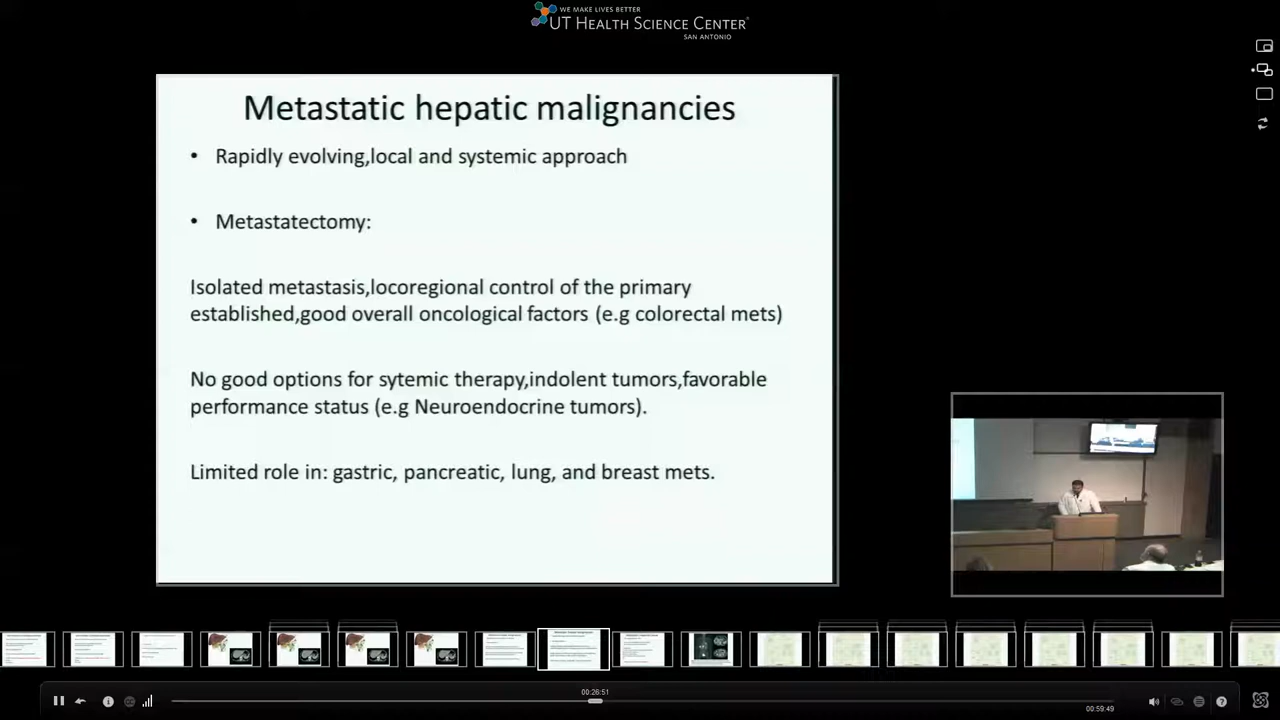 WE MAKE LIVES BETTER
UT HEALTH SCIENCE CENTER
SAN ANTONIO
Metastatic hepatic malignancies
• Rapidly evolving,local and systemic approach
• Metastatectomy:
Isolated metastasis,locoregional control of the primary
established,good overall oncological factors (e.g colorectal mets)
No good options for sytemic therapy,indolent tumors,favorable
performance status (e.g Neuroendocrine tumors).
Limited role in: gastric, pancreatic, lung, and breast mets.
00:26:51
00:59:49